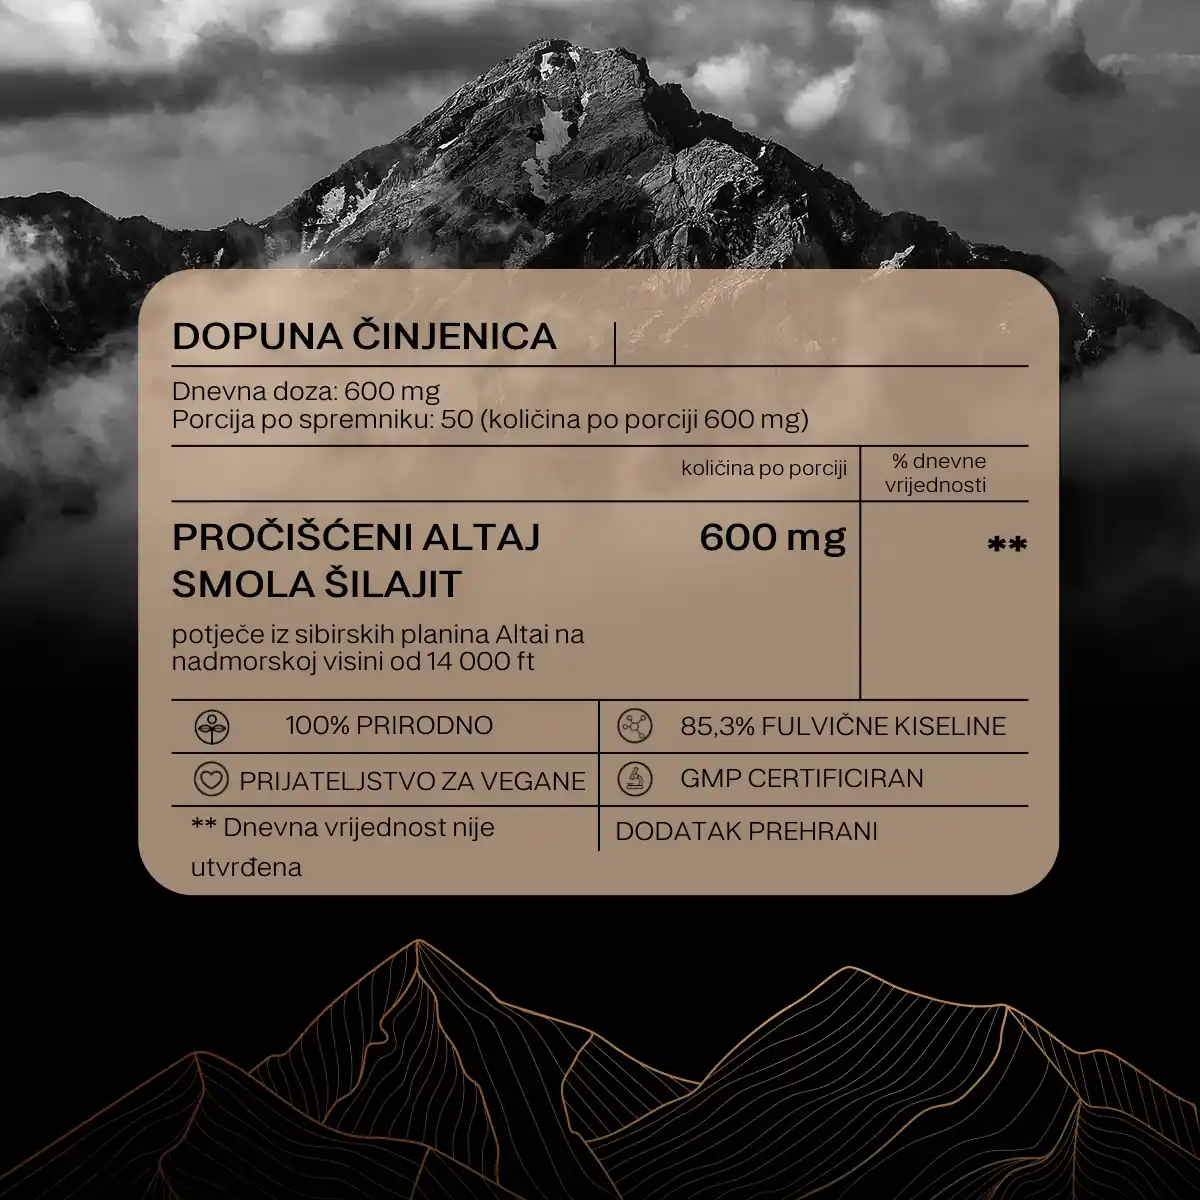 DOPUNA ČINJENICA
Dnevna doza: 600 mg
Porcija po spremniku: 50 (količina po porciji 600 mg)
količina po porciji
% dnevne
vrijednosti
PROČIŠĆENI ALTAJ
SMOLA ŠILAJIT
600 mg
**
potječe iz sibirskih planina Altai na
nadmorskoj visini od 14 000 ft
100% PRIRODNO
85,3% FULVIČNE KISELINE
PRIJATELJSTVO ZA VEGANE
GMP CERTIFICIRAN
** Dnevna vrijednost nije
utvrđena
DODATAK PREHRANI